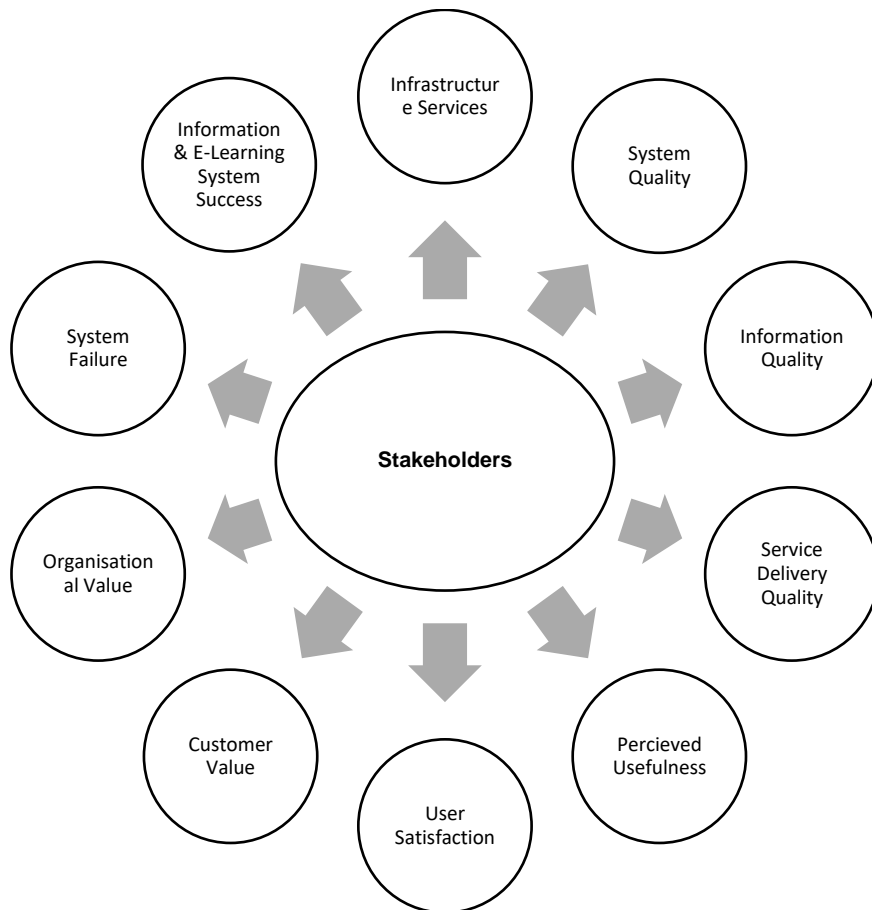 Infrastructur
e Services
System
Quality
Information
Quality
Service
Delivery
Quality
Percieved
Usefulness
User
Satisfaction
Customer
Value
Organisation
al Value
System
Failure
Information
& E-Learning
System
Success
Stakeholders